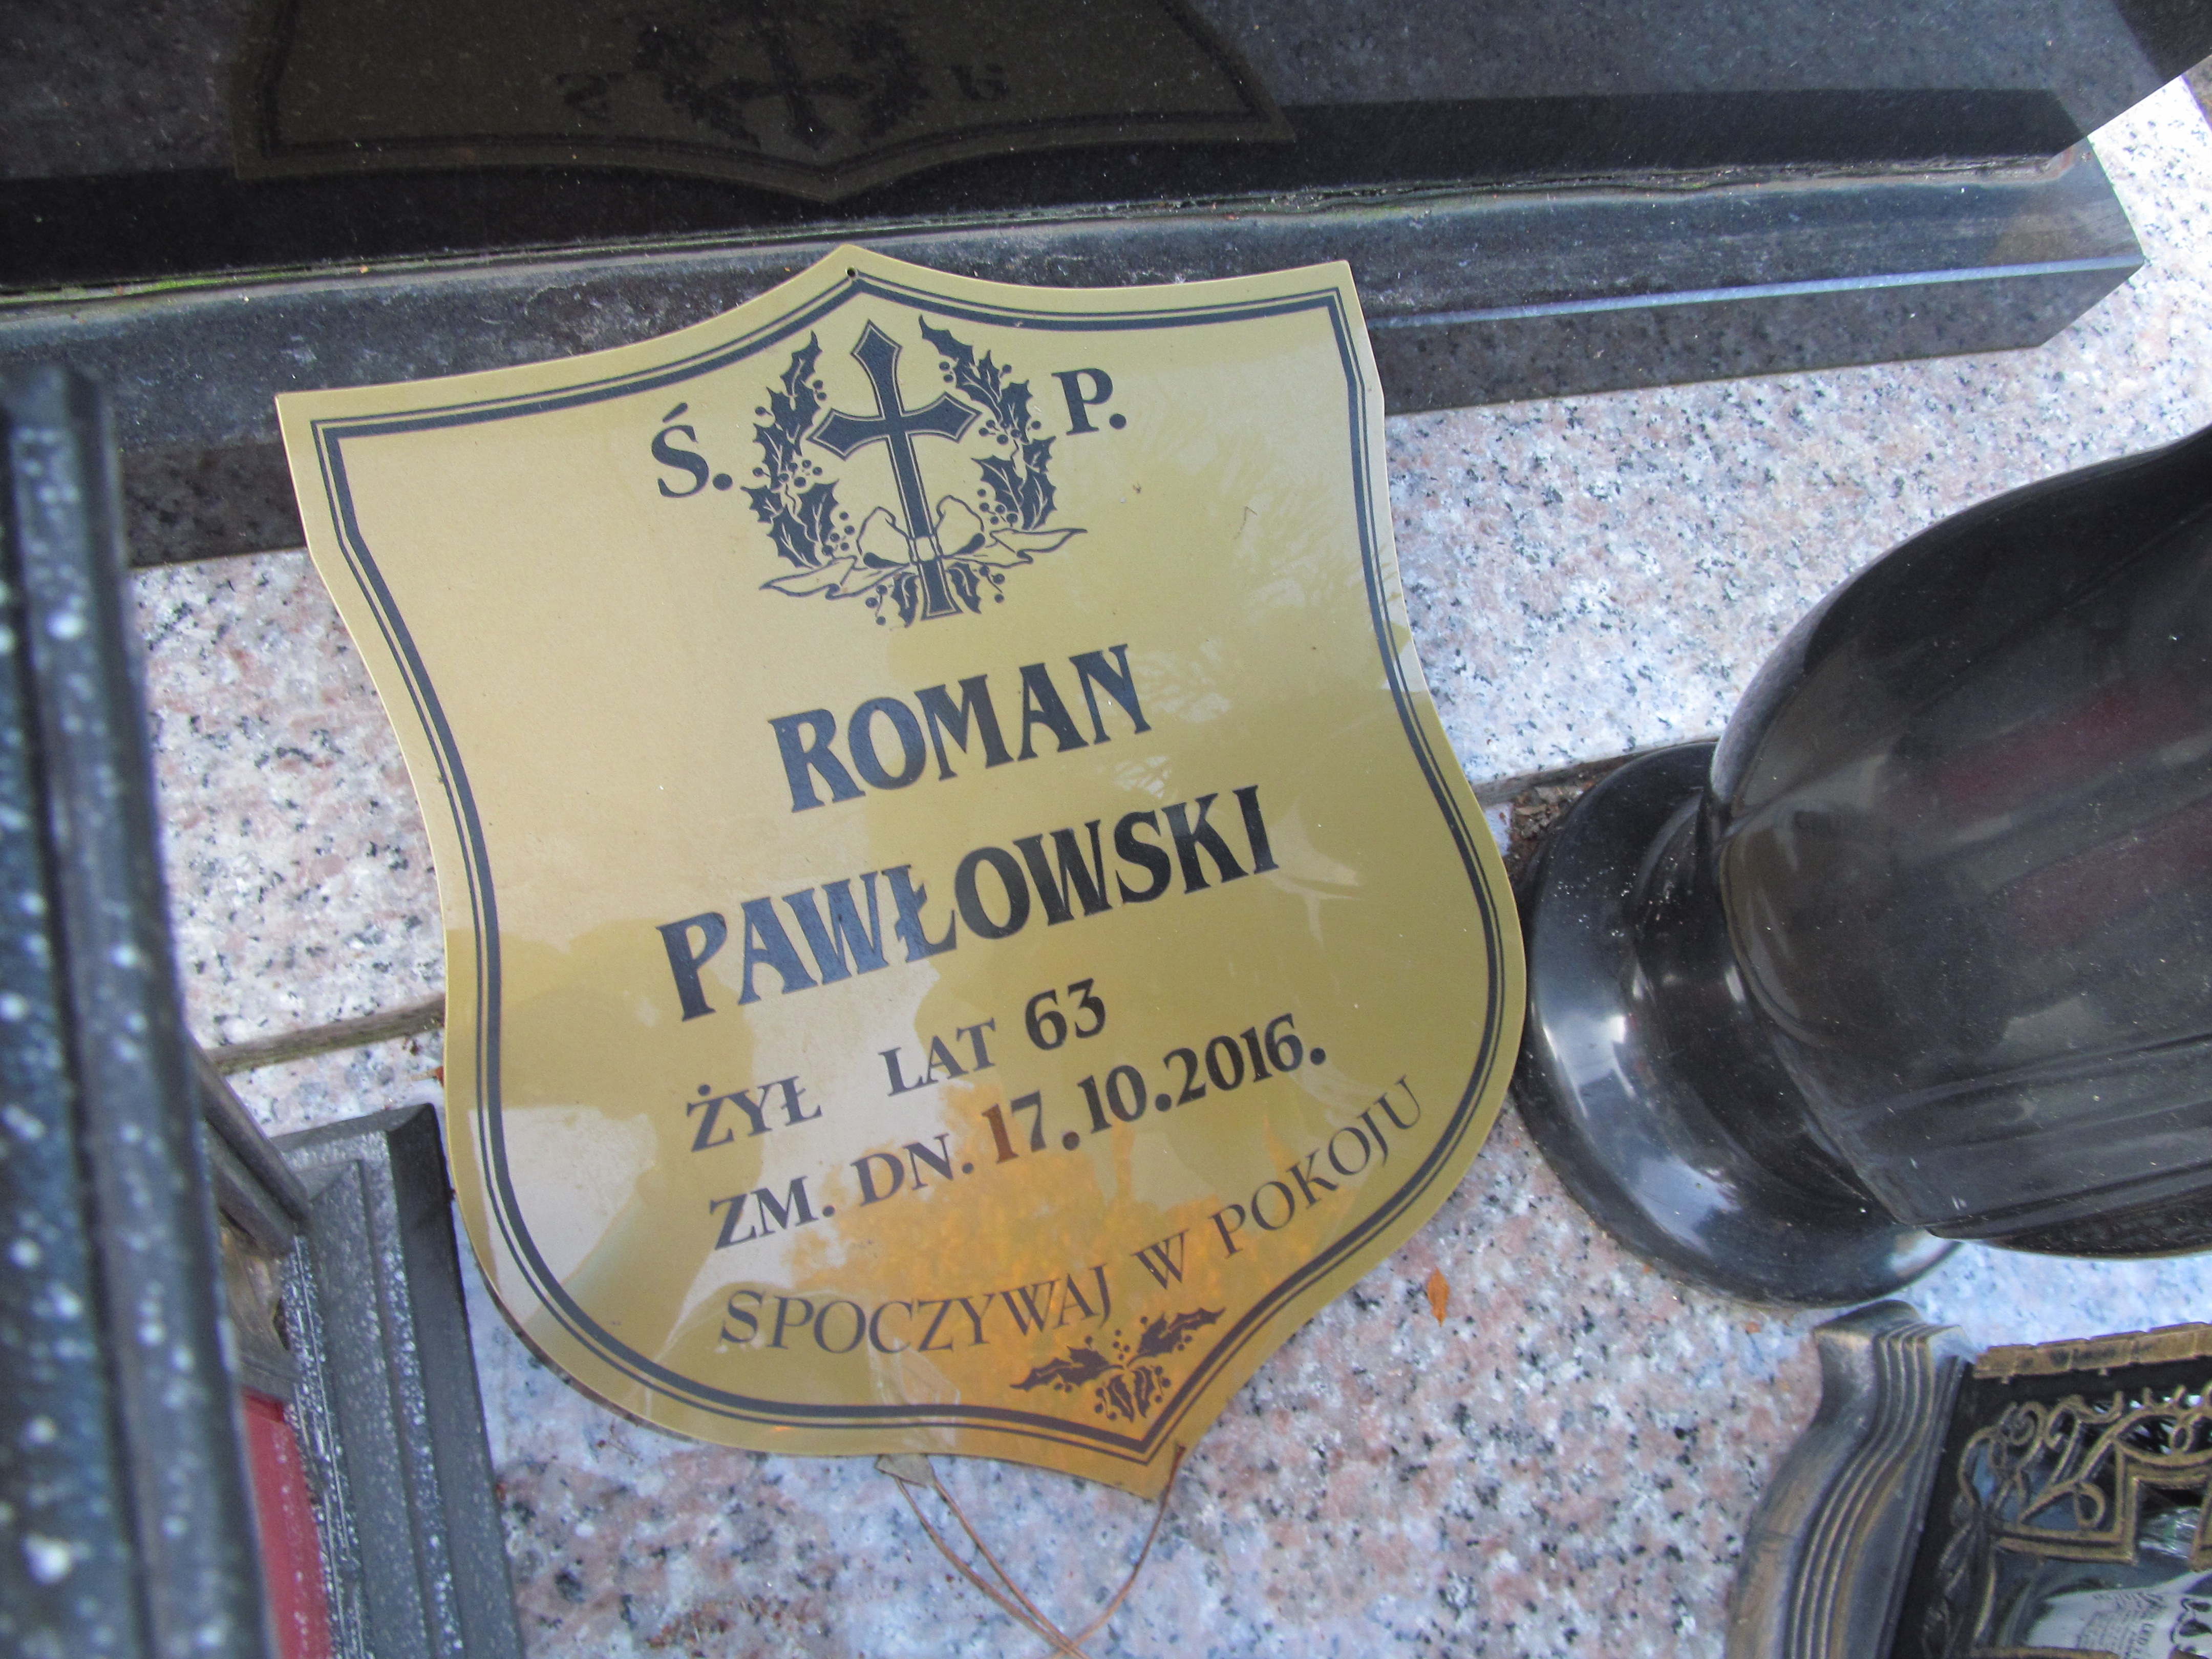 Ś. P.
ROMAN
PAWŁOWSKI
ŻYŁ LAT 63
ZM. DN. 17.10.2016.
SPOCZYWAJ W POKOJU